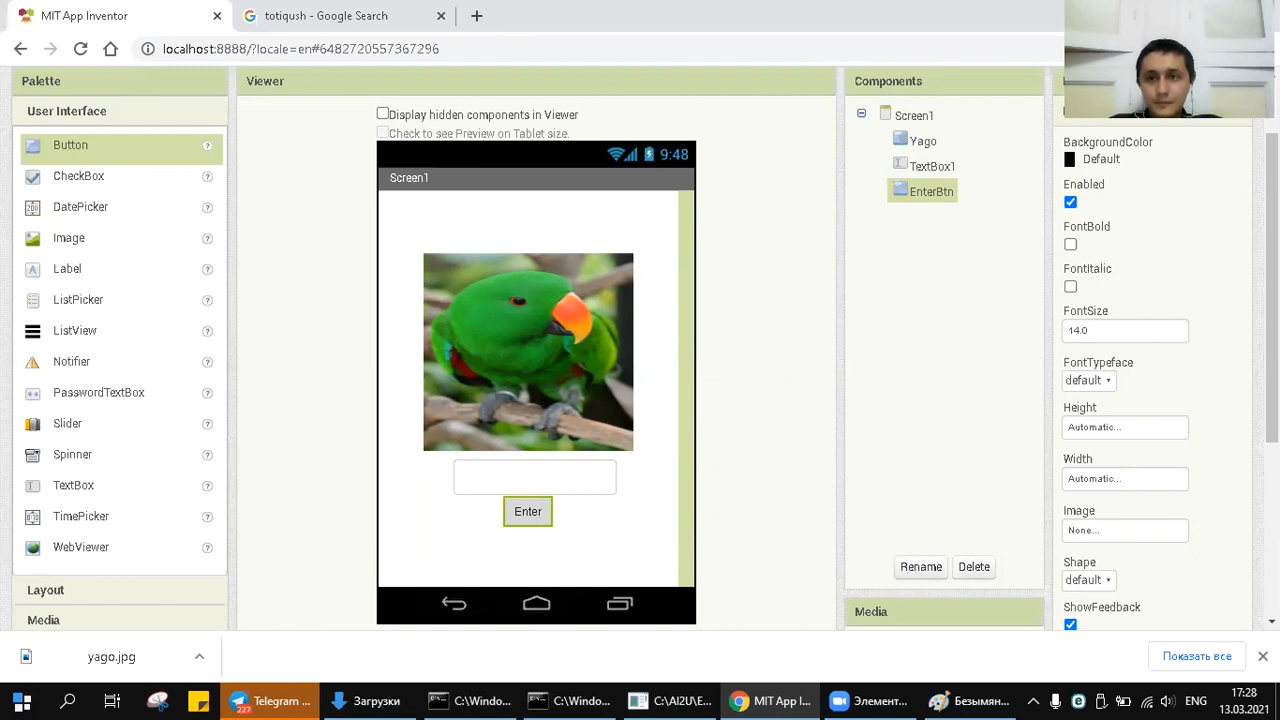 MIT App Inventor
totiqush - Google Search
localhost:8888/?locale=en#6482720557367296
Palette
Viewer
Components
User Interface
Button
CheckBox
DatePicker
Image
Label
ListPicker
ListView
Notifier
PasswordTextBox
Slider
Spinner
TextBox
TimePicker
WebViewer
Layout
Media
Display hidden components in Viewer
Check to see Preview on Tablet size.
9:48
Screen1
Enter
Screen1
Yago
TextBox1
EnterBtn
Rename
Delete
Media
BackgroundColor
Default
Enabled
FontBold
FontItalic
FontSize
14.0
FontTypeface
default
Height
Automatic...
Width
Automatic...
Image
None...
Shape
default
ShowFeedback
yago.jpg
Показать все
Telegram ...
227
Загрузки
C:\Windo...
C:\Windo...
C:\AI2U\E...
MIT App I...
Элемент...
Безымян...
ENG
17:28
13.03.2021